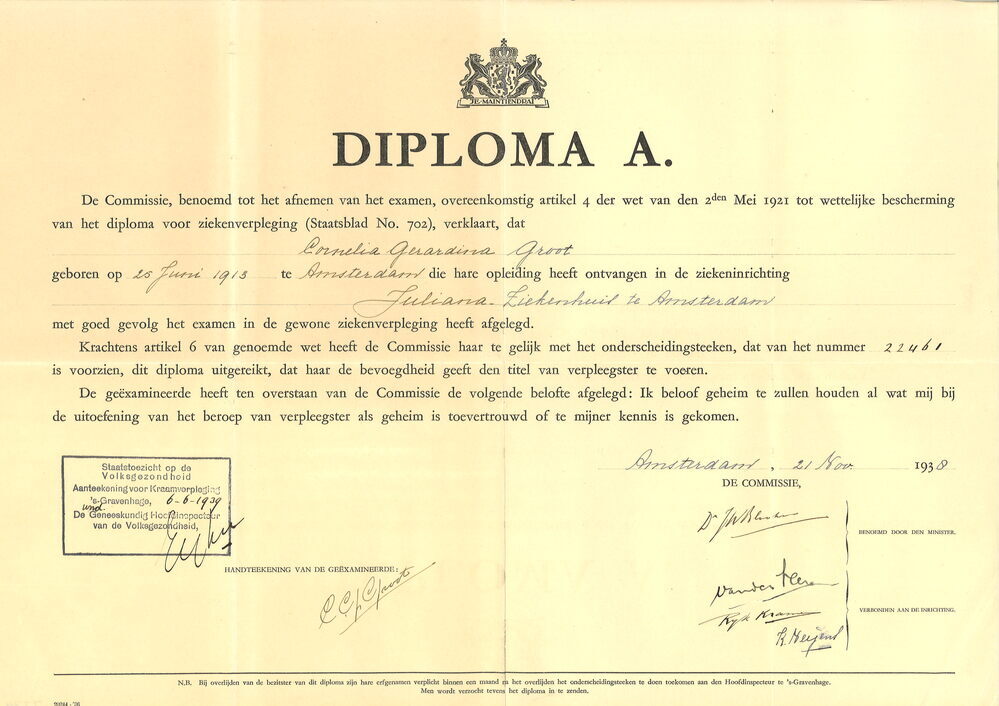 JE·MAINTIENDRAI
DIPLOMA A.
De Commissie, benoemd tot het afnemen van het examen, overeenkomstig artikel 4 der wet van den 2den Mei 1921 tot wettelijke bescherming
van het diploma voor ziekenverpleging (Staatsblad No. 702), verklaart, dat
Cornelia Gerardina Groot
geboren op 25 Juni 1913 te Amsterdam die hare opleiding heeft ontvangen in de ziekeninrichting
Juliana-Ziekenhuis te Amsterdam
met goed gevolg het examen in de gewone ziekenverpleging heeft afgelegd.
Krachtens artikel 6 van genoemde wet heeft de Commissie haar te gelijk met het onderscheidingsteeken, dat van het nummer 22461
is voorzien, dit diploma uitgereikt, dat haar de bevoegdheid geeft den titel van verpleegster te voeren.
De geëxamineerde heeft ten overstaan van de Commissie de volgende belofte afgelegd: Ik beloof geheim te zullen houden al wat mij bij
de uitoefening van het beroep van verpleegster als geheim is toevertrouwd of te mijner kennis is gekomen.
Amsterdam, 21 Nov. 1938
DE COMMISSIE,
Staatstoezicht op de
Volksgezondheid
Aanteekening voor Kraamverpleging
's-Gravenhage, 6-6-1939
wnd.
De Geneeskundig Hoofdinspecteur
van de Volksgezondheid,
BENOEMD DOOR DEN MINISTER.
HANDTEEKENING VAN DE GEËXAMINEERDE:
C G Groot
van der
VERBONDEN AAN DE INRICHTING.
N.B. Bij overlijden van de bezitster van dit diploma zijn hare erfgenamen verplicht binnen een maand na het overlijden het onderscheidingsteeken te doen toekomen aan den Hoofdinspecteur te 's-Gravenhage.
Men wordt verzocht tevens het diploma in te zenden.